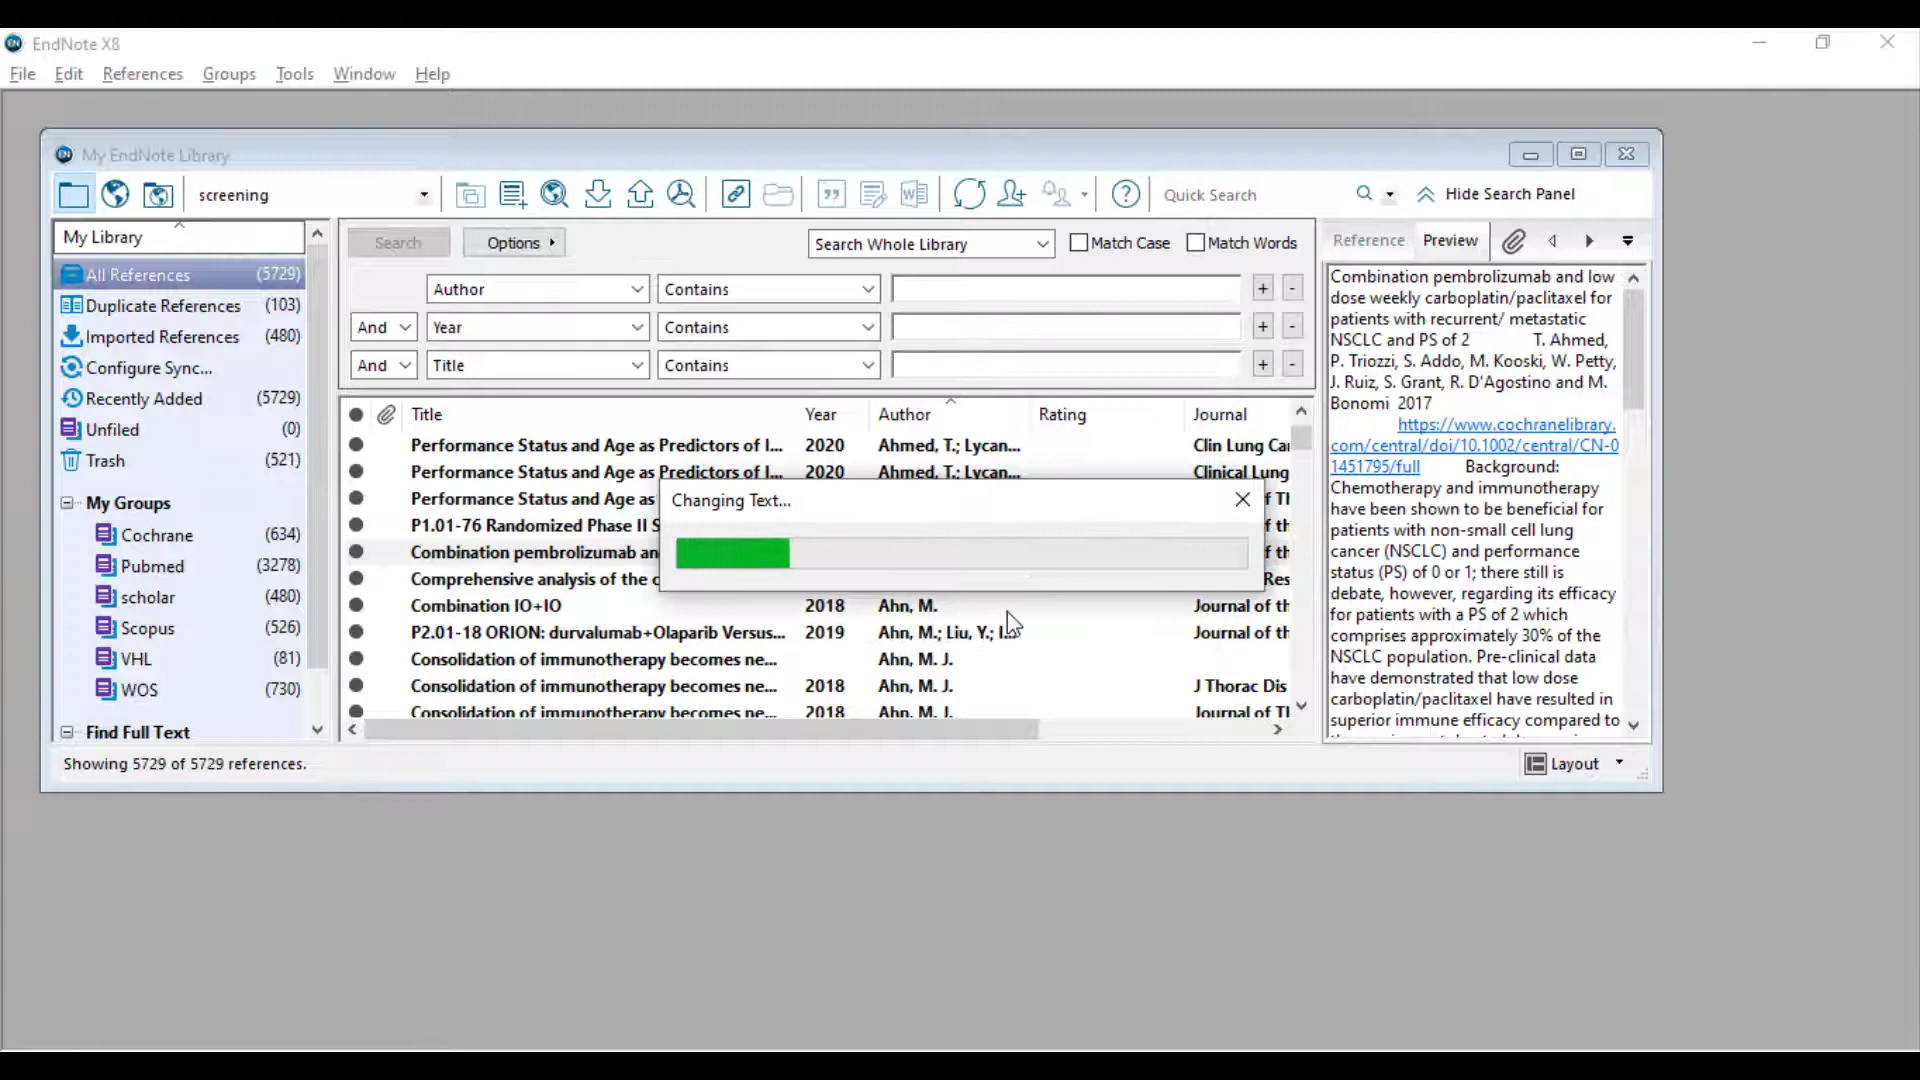 EndNote X8
File Edit References Groups Tools Window Help
My EndNote Library
screening
Quick Search
Hide Search Panel
My Library
All References (5729)
Duplicate References (103)
Imported References (480)
Configure Sync...
Recently Added (5729)
Unfiled (0)
Trash (521)
My Groups
Cochrane (634)
Pubmed (3278)
scholar (480)
Scopus (526)
VHL (81)
WOS (730)
Find Full Text
Search Options Search Whole Library Match Case Match Words
Author Contains + -
And Year Contains + -
And Title Contains + -
Title Year Author Rating Journal
Performance Status and Age as Predictors of I... 2020 Ahmed, T.; Lycan... Clin Lung Ca
Performance Status and Age as Predictors of I... 2020 Ahmed, T.; Lycan... Clinical Lung
Performance Status and Age as of Tl
P1.01-76 Randomized Phase II S of th
Combination pembrolizumab an of th
Comprehensive analysis of the c Res
Combination IO+IO 2018 Ahn, M. Journal of th
P2.01-18 ORION: durvalumab+Olaparib Versus... 2019 Ahn, M.; Liu, Y.; Journal of th
Consolidation of immunotherapy becomes ne... Ahn, M. J.
Consolidation of immunotherapy becomes ne... 2018 Ahn, M. J. J Thorac Dis
Consolidation of immunotherapy becomes ne... 2018 Ahn, M. J. Journal of Tl
Changing Text...
Reference Preview
Combination pembrolizumab and low
dose weekly carboplatin/paclitaxel for
patients with recurrent/ metastatic
NSCLC and PS of 2 T. Ahmed,
P. Triozzi, S. Addo, M. Kooski, W. Petty,
J. Ruiz, S. Grant, R. D'Agostino and M.
Bonomi 2017
https://www.cochranelibrary.
com/central/doi/10.1002/central/CN-0
1451795/full Background:
Chemotherapy and immunotherapy
have been shown to be beneficial for
patients with non-small cell lung
cancer (NSCLC) and performance
status (PS) of 0 or 1; there still is
debate, however, regarding its efficacy
for patients with a PS of 2 which
comprises approximately 30% of the
NSCLC population. Pre-clinical data
have demonstrated that low dose
carboplatin/paclitaxel have resulted in
superior immune efficacy compared to
Showing 5729 of 5729 references.
Layout